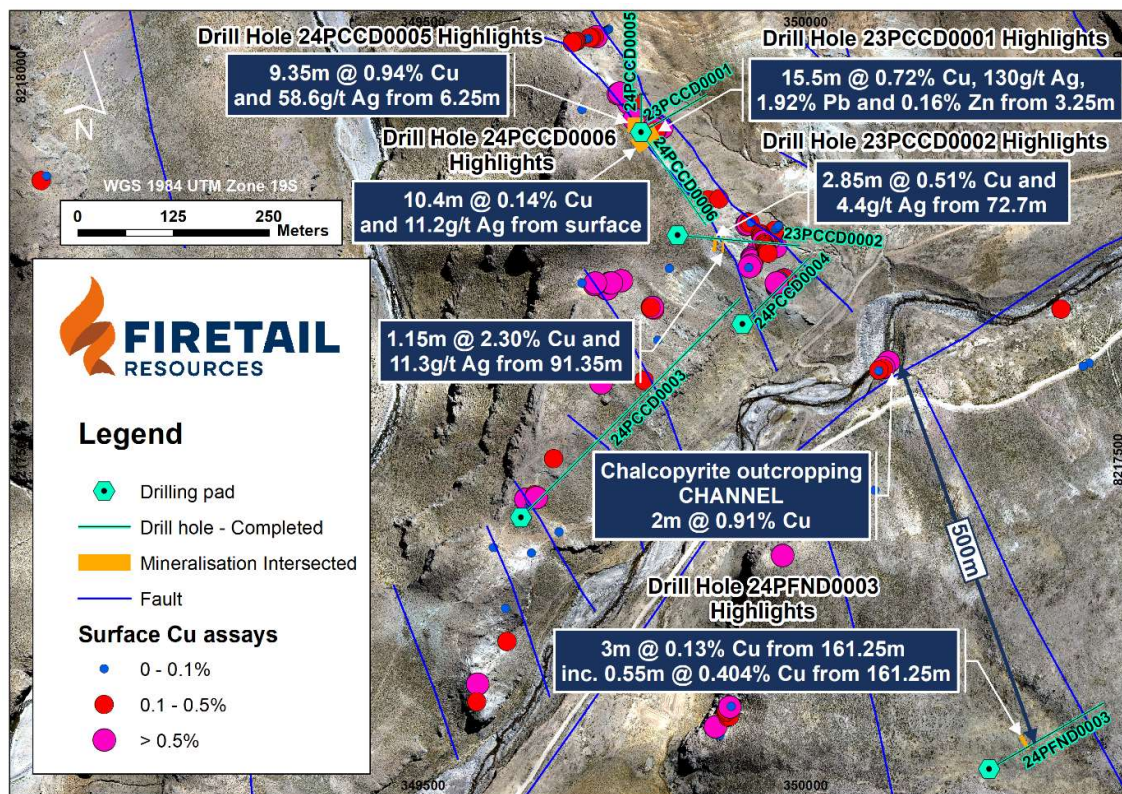 349500
350000
8218000
Drill Hole 24PCCD0005 Highlights
9.35m @ 0.94% Cu
and 58.6g/t Ag from 6.25m
24PCCD0005
23PCCD0001
Drill Hole 23PCCD0001 Highlights
15.5m @ 0.72% Cu, 130g/t Ag,
1.92% Pb and 0.16% Zn from 3.25m
N
Drill Hole 24PCCD0006
Highlights
10.4m @ 0.14% Cu
and 11.2g/t Ag from surface
24PCCD0006
Drill Hole 23PCCD0002 Highlights
2.85m @ 0.51% Cu and
4.4g/t Ag from 72.7m
WGS 1984 UTM Zone 19S
0 125 250
Meters
23PCCD0002
24PCCD0004
1.15m @ 2.30% Cu and
11.3g/t Ag from 91.35m
24PCCD0003
FIRETAIL
RESOURCES
Legend
Drilling pad
Drill hole - Completed
Mineralisation Intersected
Fault
Surface Cu assays
0 - 0.1%
0.1 - 0.5%
> 0.5%
8217500
8217500
Chalcopyrite outcropping
CHANNEL
2m @ 0.91% Cu
500m
Drill Hole 24PFND0003
Highlights
3m @ 0.13% Cu from 161.25m
inc. 0.55m @ 0.404% Cu from 161.25m
24PFND0003
349500
350000